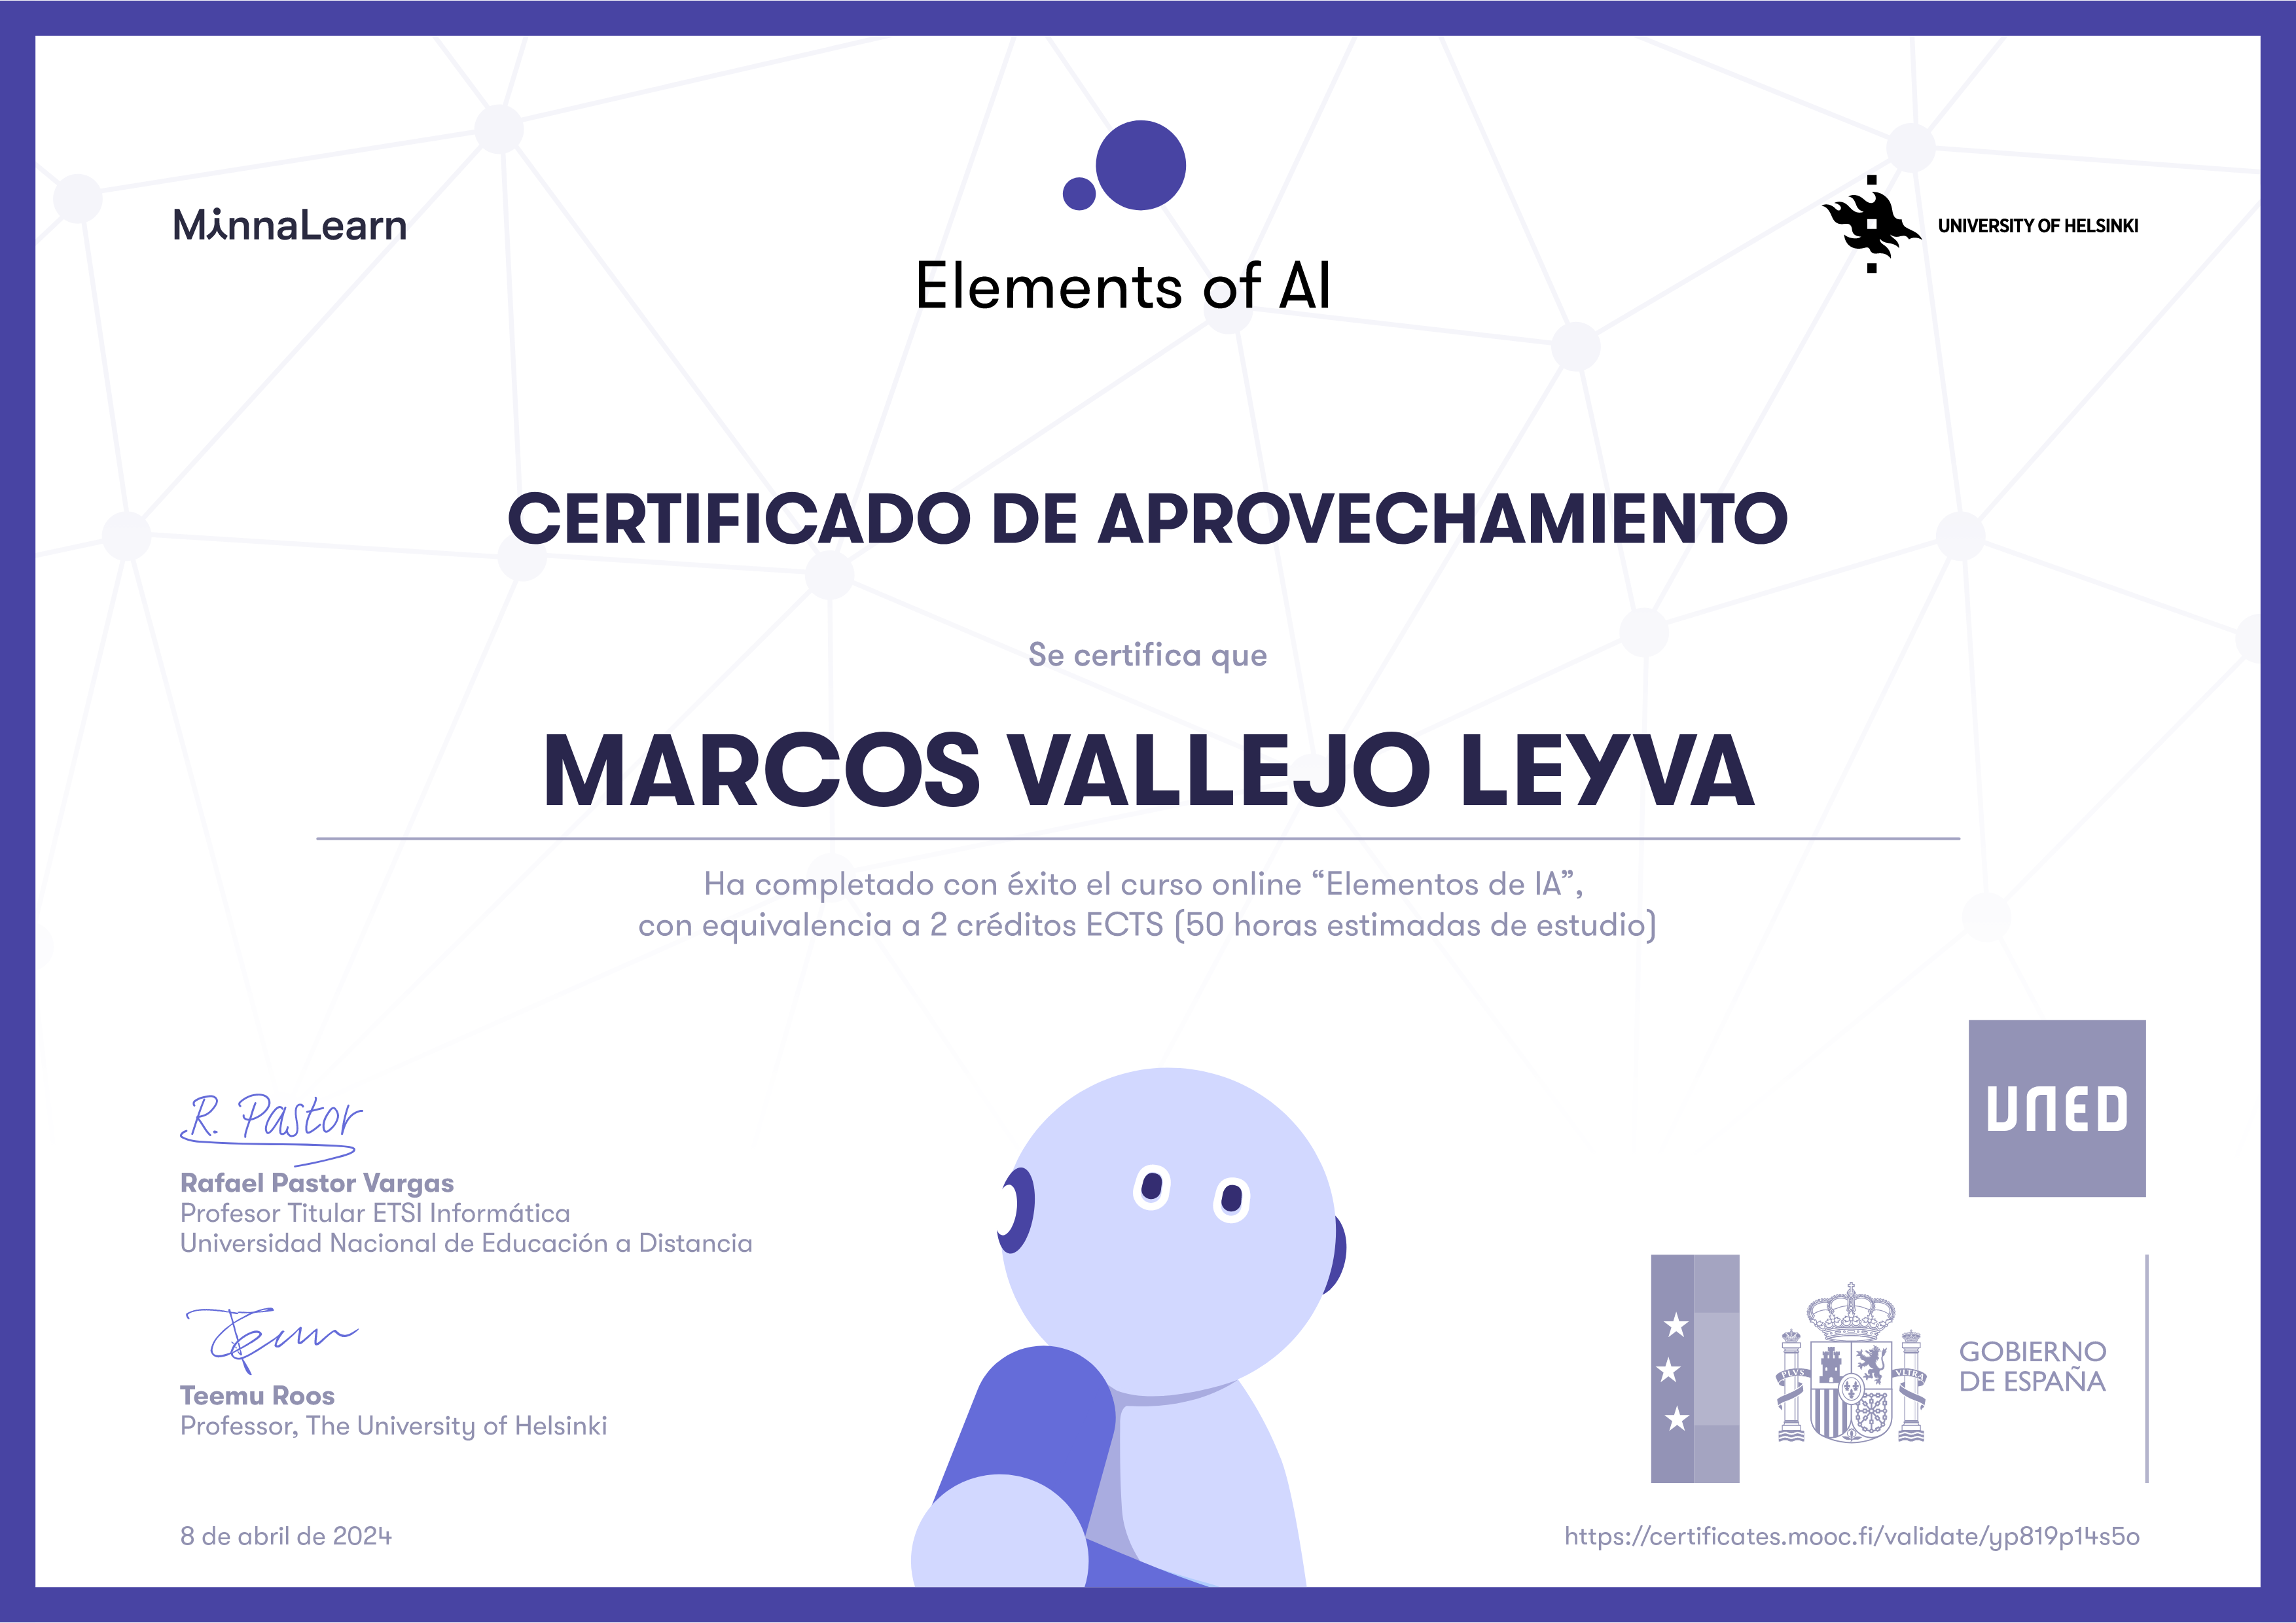 MinnaLearn
Elements of AI
UNIVERSITY OF HELSINKI
CERTIFICADO DE APROVECHAMIENTO
Se certifica que
MARCOS VALLEJO LEYVA
Ha completado con éxito el curso online “Elementos de IA”,
con equivalencia a 2 créditos ECTS (50 horas estimadas de estudio)
R. Pastor
Rafael Pastor Vargas
Profesor Titular ETSI Informática
Universidad Nacional de Educación a Distancia
Teemu Roos
Professor, The University of Helsinki
8 de abril de 2024
UNED
PLVS VLTRA
GOBIERNO
DE ESPAÑA
https://certificates.mooc.fi/validate/yp819p14s5o